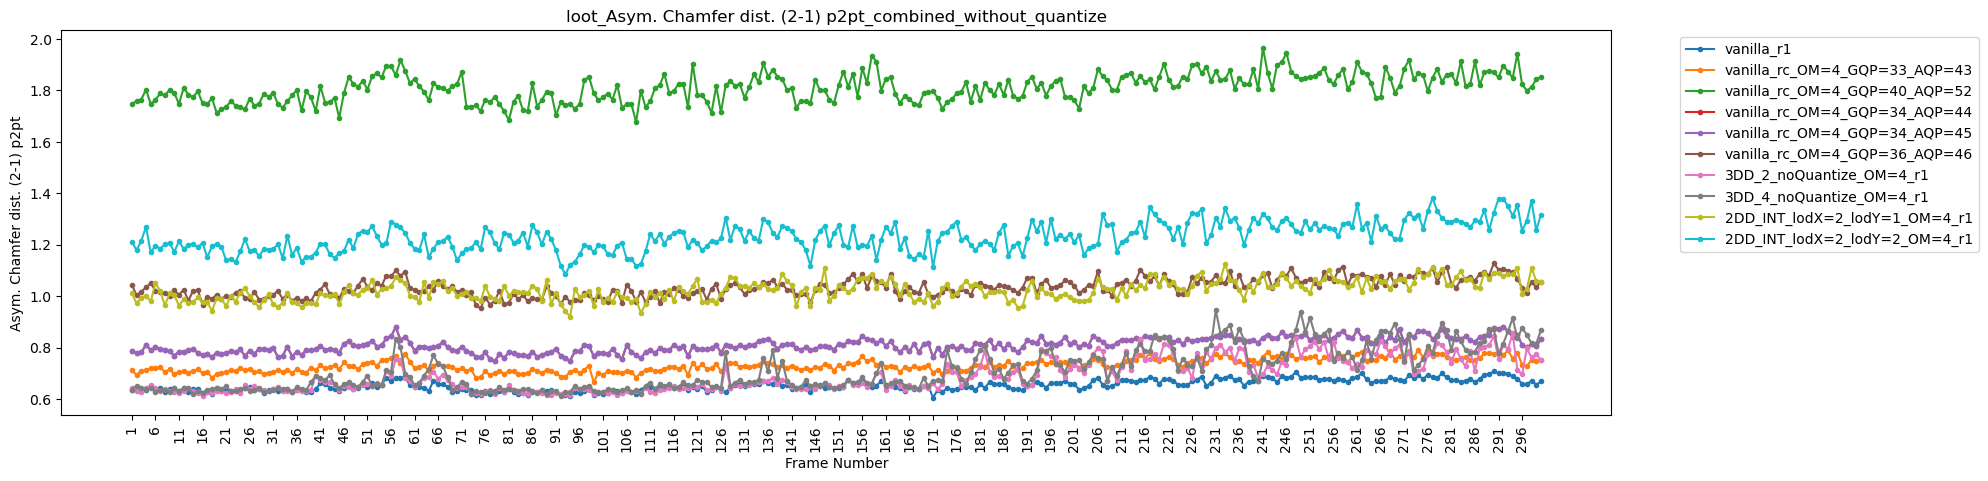 loot_Asym. Chamfer dist. (2-1) p2pt_combined_without_quantize
Asym. Chamfer dist. (2-1) p2pt
2.0
1.8
1.6
1.4
1.2
1.0
0.8
0.6
1 6 11 16 21 26 31 36 41 46 51 56 61 66 71 76 81 86 91 96 101 106 111 116 121 126 131 136 141 146 151 156 161 166 171 176 181 186 191 196 201 206 211 216 221 226 231 236 241 246 251 256 261 266 271 276 281 286 291 296
Frame Number
vanilla_r1
vanilla_rc_OM=4_GQP=33_AQP=43
vanilla_rc_OM=4_GQP=40_AQP=52
vanilla_rc_OM=4_GQP=34_AQP=44
vanilla_rc_OM=4_GQP=34_AQP=45
vanilla_rc_OM=4_GQP=36_AQP=46
3DD_2_noQuantize_OM=4_r1
3DD_4_noQuantize_OM=4_r1
2DD_INT_lodX=2_lodY=1_OM=4_r1
2DD_INT_lodX=2_lodY=2_OM=4_r1